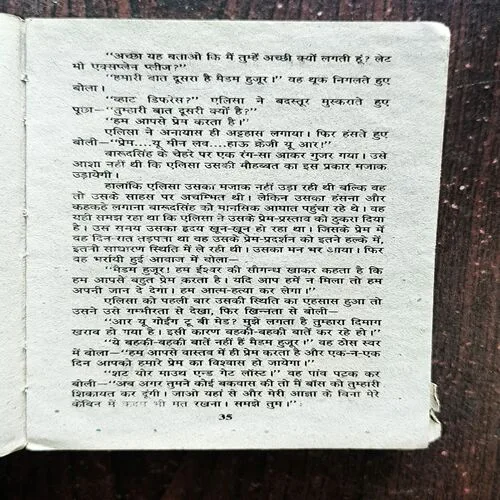 ‘‘अच्छा यह बताओ कि मैं तुम्हें अच्छी क्यों लगती हूं? लेट
मी एक्सप्लेन प्लीज?’’
‘‘हमारी बात दूसरा है मैडम हुजूर।’’ वह थूक निगलते हुए
बोला।
‘‘व्हाट डिफरेंस?’’ एलिसा ने बदस्तूर मुस्कराते हुए
पूछा—‘‘तुम्हारी बात दूसरी क्यों है?’’
‘‘हम आपसे प्रेम करता है।’’
एलिसा ने अनायास ही अट्टहास लगाया। फिर हंसते हुए
बोली—‘‘प्रेम....यू मीन लव....हाऊ क्रेजी यू आर!’’
बारूदसिंह के चेहरे पर एक रंग-सा आकर गुजर गया। उसे
आशा नहीं थी कि एलिसा उसकी मौहब्बत का इस प्रकार मजाक
उड़ायेगी।
हालांकि एलिसा उसका मजाक नहीं उड़ा रही थी बल्कि वह
तो उसके साहस पर अचम्भित थी। लेकिन उसका हंसना और
कहकहे लगाना बारूदसिंह को मानसिक आघात पहुंचा रहे थे। वह
यही समझ रहा था कि एलिसा ने उसके प्रेम-प्रस्ताव को ठुकरा दिया
है। उस समय उसका हृदय खून-खून हो रहा था। जिसके प्रेम में
वह दिन-रात तड़पता था वह उसके प्रेम-प्रदर्शन को इतने हल्के में,
इतनी साधारण स्थिति में ले रही थी। उसका मन भर आया। फिर
वह भर्रायी हुई आवाज में बोला—
‘‘मैडम हुजूर! हम ईश्वर की सौगन्ध खाकर कहता है कि
हम आपसे बहुत प्रेम करता है। यदि आप हमें न मिला तो हम
अपनी जान दे देगा। हम आत्म-हत्या कर लेगा।’’
एलिसा को पहली बार उसकी स्थिति का एहसास हुआ तो
उसने उसे गम्भीरता से देखा, फिर खिन्नता से बोली—
‘‘आर यू गोईंग टू बी मेड? मुझे लगता है तुम्हारा दिमाग
खराब हो गया है। इसी कारण बहकी-बहकी बातें कर रहे हो।’’
‘‘ये बहकी-बहकी बातें नहीं हैं मैडम हुजूर।’’ वह ठोस स्वर
में बोला—‘‘हम आपसे वास्तव में ही प्रेम करता है और एक-न-एक
दिन आपको हमारे प्रेम का विश्वास हो जायेगा।’’
‘‘शट योर माउथ एन्ड गेट लॉस्ट।’’ वह पांव पटक कर
बोली—‘‘अब अगर तुमने कोई बकवास की तो मैं बॉस को तुम्हारी
शिकायत कर दूंगी। जाओ यहां से और मेरी आज्ञा के बिना मेरे
केबिन में कदम भी मत रखना। समझे तुम।’’
35